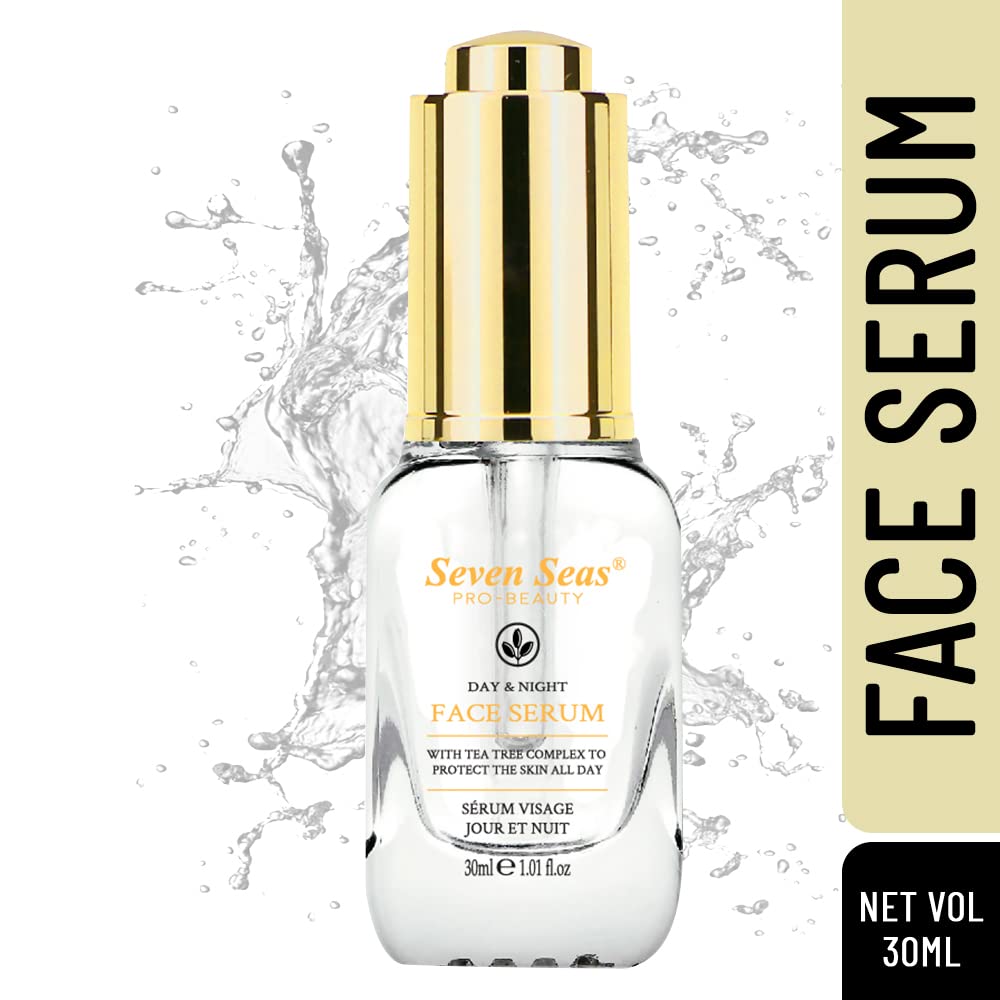 Seven Seas®
PRO-BEAUTY
DAY & NIGHT
FACE SERUM
WITH TEA TREE COMPLEX TO
PROTECT THE SKIN ALL DAY
SÉRUM VISAGE
JOUR ET NUIT
30ml℮1.01 fl.oz
FACE SERUM
NET VOL
30ML